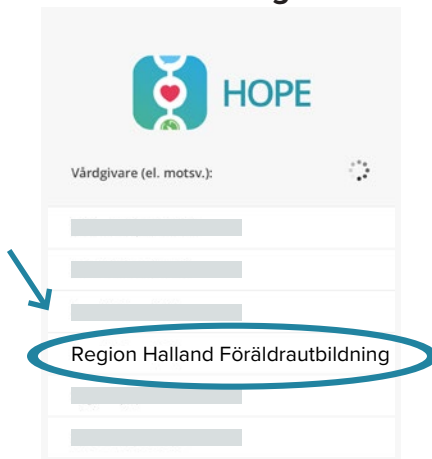 HOPE
Vårdgivare (el. motsv.):
Region Halland Föräldrautbildning